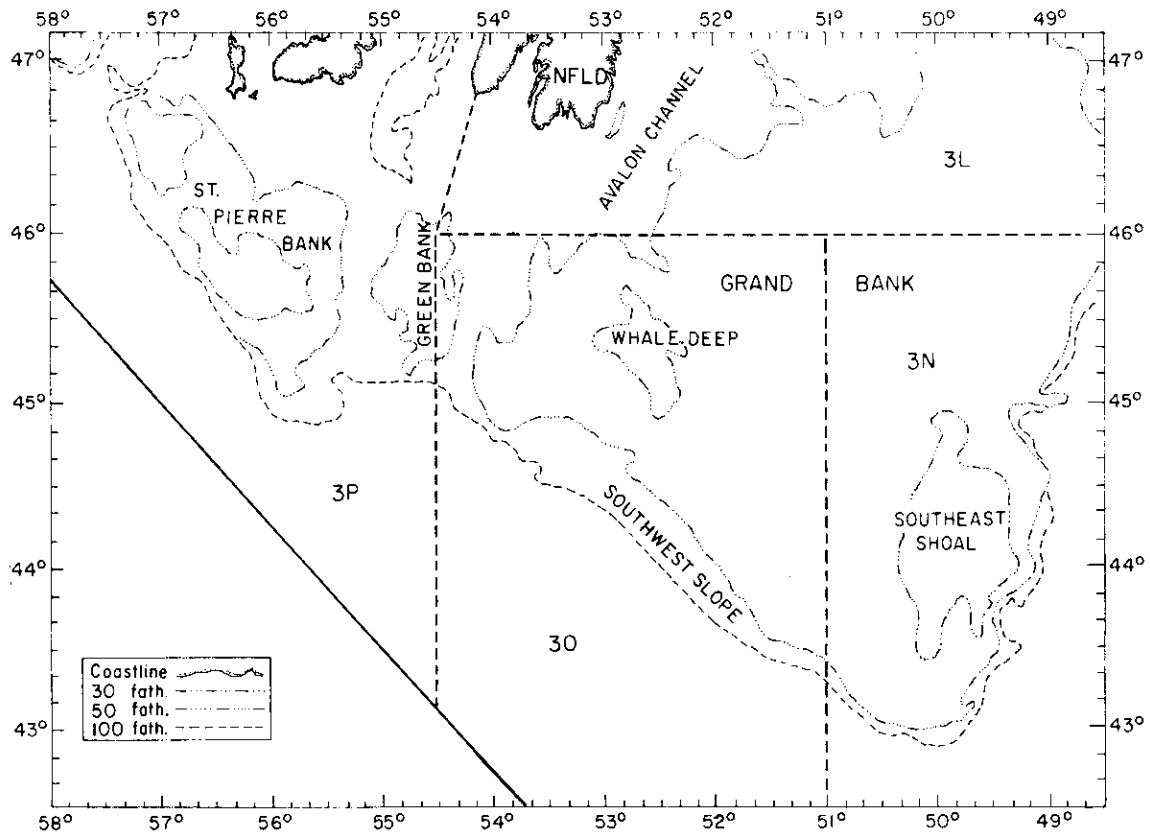 58° 57° 56° 55° 54° 53° 52° 51° 50° 49°
47° 47°
NFLD
AVALON CHANNEL
3L
ST.
PIERRE
BANK
46° 46°
GREEN BANK
GRAND BANK
WHALE DEEP
3N
45° 45°
3P
SOUTHWEST SLOPE
SOUTHEAST
SHOAL
44° 44°
30
Coastline
30 fath.
50 fath.
100 fath.
43° 43°
58° 57° 56° 55° 54° 53° 52° 51° 50° 49°